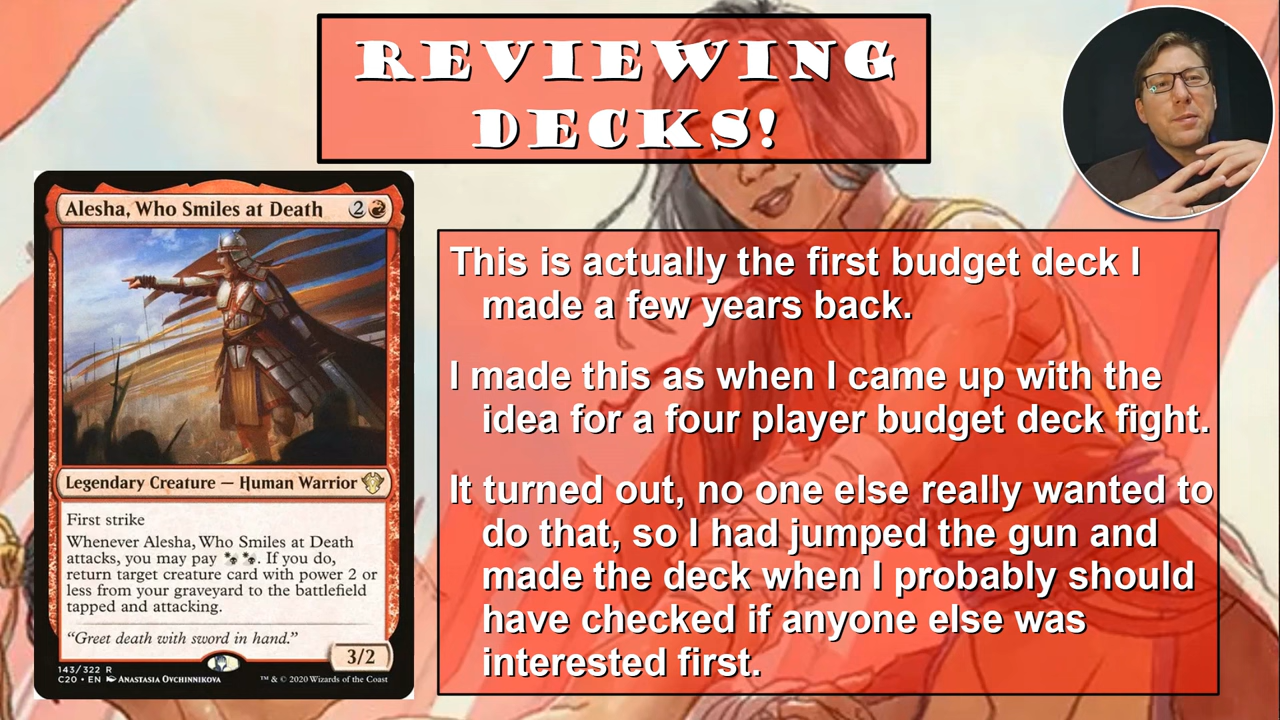 REVIEWING
DECKS!
Alesha, Who Smiles at Death 2
Legendary Creature — Human Warrior
First strike
Whenever Alesha, Who Smiles at Death
attacks, you may pay . If you do,
return target creature card with power 2 or
less from your graveyard to the battlefield
tapped and attacking.
“Greet death with sword in hand.”
3/2
143/322 R
C20 • EN Anastasia Ovchinnikova
™ & © 2020 Wizards of the Coast
This is actually the first budget deck I
made a few years back.
I made this as when I came up with the
idea for a four player budget deck fight.
It turned out, no one else really wanted to
do that, so I had jumped the gun and
made the deck when I probably should
have checked if anyone else was
interested first.